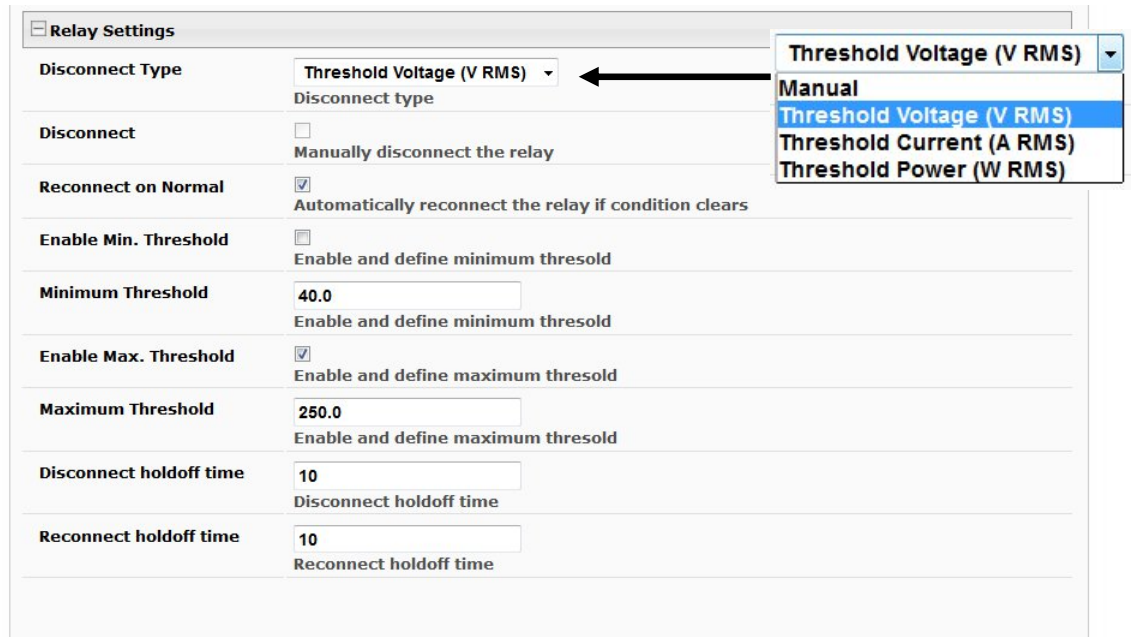 Relay Settings
Disconnect Type
Threshold Voltage (V RMS)
Disconnect type
Threshold Voltage (V RMS)
Manual
Threshold Voltage (V RMS)
Threshold Current (A RMS)
Threshold Power (W RMS)
Disconnect
Manually disconnect the relay
Reconnect on Normal
Automatically reconnect the relay if condition clears
Enable Min. Threshold
Enable and define minimum thresold
Minimum Threshold
40.0
Enable and define minimum thresold
Enable Max. Threshold
Enable and define maximum thresold
Maximum Threshold
250.0
Enable and define maximum thresold
Disconnect holdoff time
10
Disconnect holdoff time
Reconnect holdoff time
10
Reconnect holdoff time